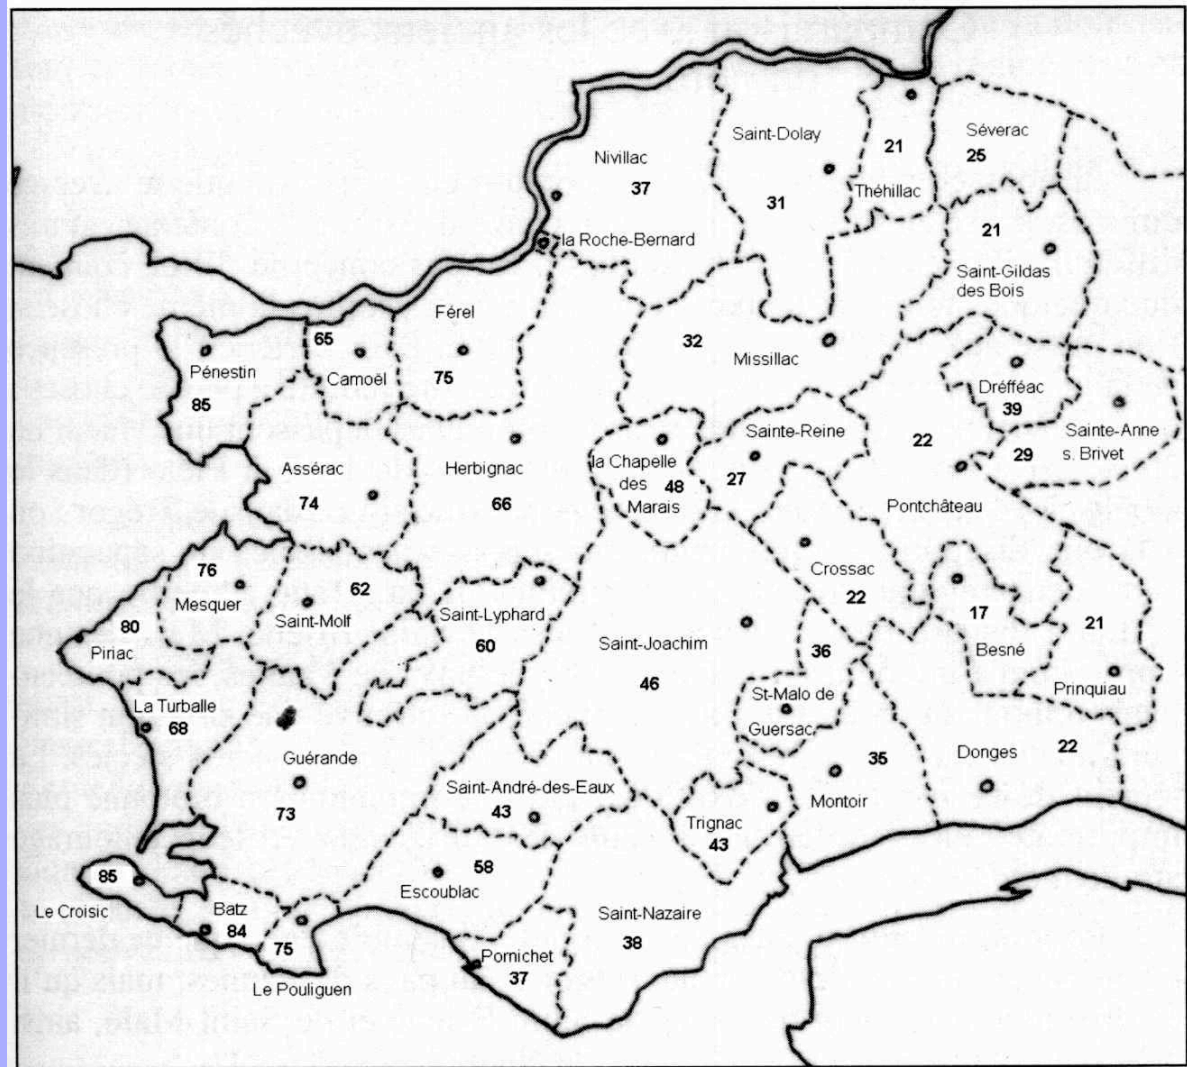 Saint-Dolay
31
21
Théhillac
Séverac
25
Nivillac
37
la Roche-Bernard
21
Saint-Gildas
des Bois
Férel
75
65
Camoël
Pénestin
85
32
Missillac
Dréfféac
39
Sainte-Anne
s. Brivet
29
22
Pontchâteau
Sainte-Reine
27
la Chapelle
des
Marais
48
Herbignac
66
Assérac
74
76
Mesquer
80
Piriac
62
Saint-Molf
Saint-Lyphard
60
Crossac
22
17
Besné
21
Prinquiau
Saint-Joachim
46
36
St-Malo de
Guersac
La Turballe
68
Guérande
73
Saint-André-des-Eaux
43
35
Montoir
Donges
22
Trignac
43
58
Escoublac
85
Le Croisic
Batz
84
75
Le Pouliguen
Pornichet
37
Saint-Nazaire
38